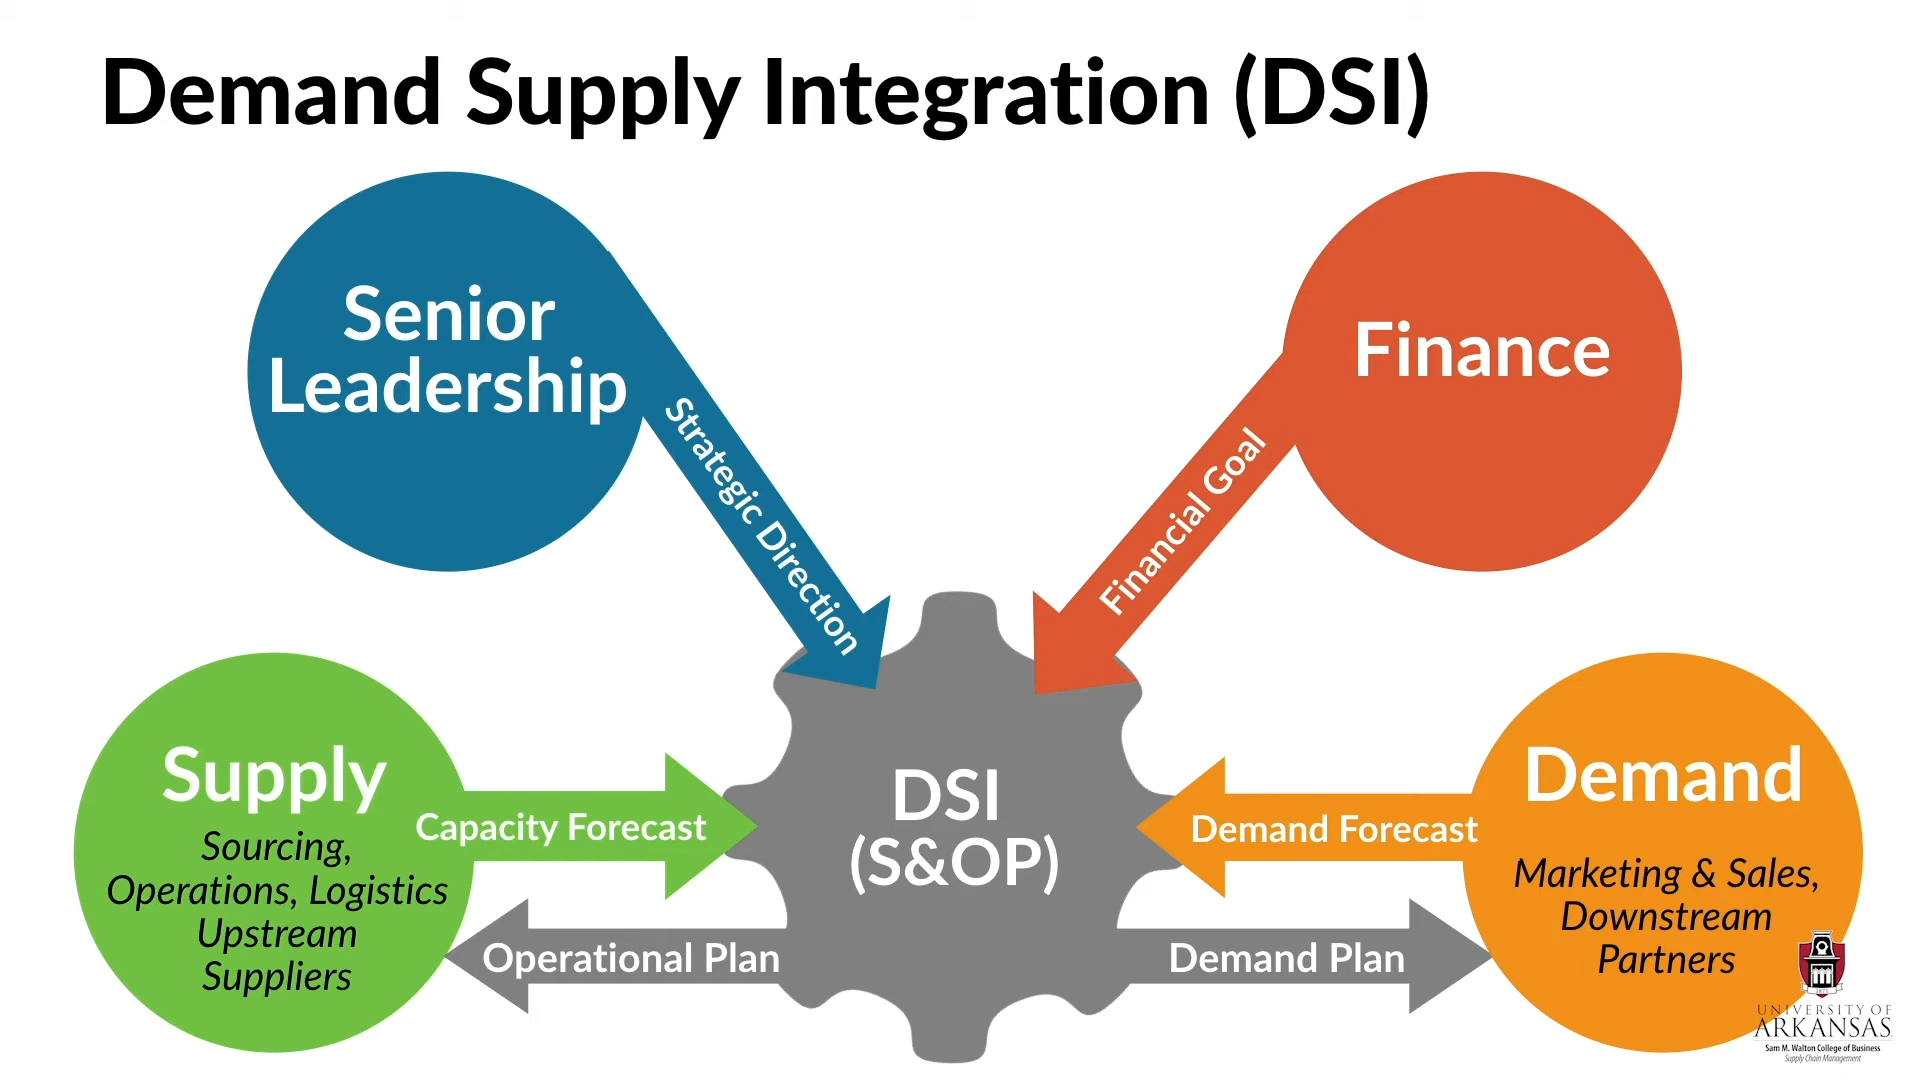 Demand Supply Integration (DSI)
Senior
Leadership
Finance
Strategic Direction
Financial Goal
Supply
Sourcing,
Operations, Logistics
Upstream
Suppliers
Capacity Forecast
Operational Plan
DSI
(S&OP)
Demand Forecast
Demand Plan
Demand
Marketing & Sales,
Downstream
Partners
1871
UNIVERSITY OF
ARKANSAS
Sam M. Walton College of Business
Supply Chain Management